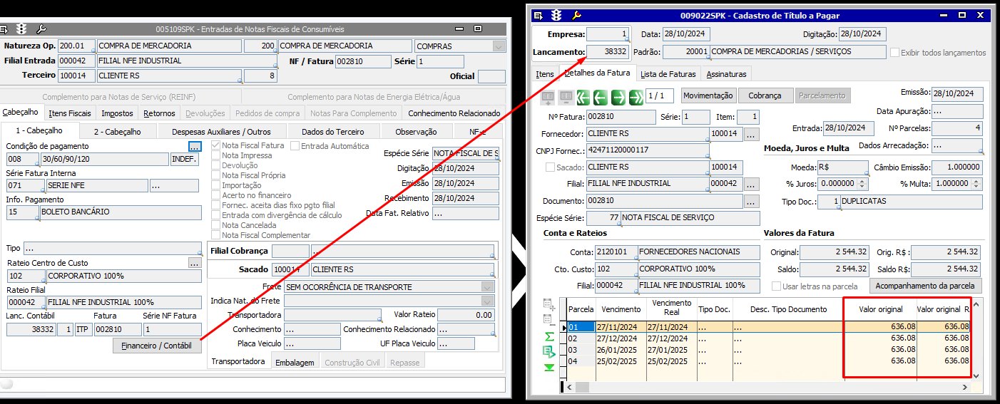 005109SPK - Entradas de Notas Fiscais de Consumíveis
Natureza Op. 200.01 COMPRA DE MERCADORIA 200 COMPRA DE MERCADORIA COMPRAS
Filial Entrada 000042 FILIAL NFE INDUSTRIAL NF / Fatura 002810 Série 1
Terceiro 100014 CLIENTE RS 8 Oficial
Complemento para Notas de Serviço (REINF) Complemento para Notas de Energia Elétrica/Água
Cabeçalho Itens Fiscais Impostos Retornos Devoluções Pedidos de compra Notas Para Complemento Conhecimento Relacionado
1 - Cabeçalho 2 - Cabeçalho Despesas Auxiliares / Outros Dados do Terceiro Observação NF-e
Condição de pagamento ...
008 30/60/90/120 INDEF.
Série Fatura Interna
071 SERIE NFE ...
Info. Pagamento
15 BOLETO BANCÁRIO
Tipo ...
Rateio Centro de Custo ...
102 CORPORATIVO 100%
Rateio Filial
000042 FILIAL NFE INDUSTRIAL 100%
Lanc. Contábil Fatura Série NF Fatura
38332 1 ITP 002810 1
Financeiro / Contábil
Nota Fiscal Fatura Entrada Automática
Nota Impressa
Devolução
Nota Fiscal Própria
Importação
Acerto no financeiro
Fornec. aceita dias fixo pgto filial
Entrada com divergência de cálculo
Nota Cancelada
Nota Fiscal Complementar
Espécie Série NOTA FISCAL DE S
Digitação 28/10/2024
Emissão 28/10/2024
Recebimento 28/10/2024
Data Fat. Relativo ...
Filial Cobrança ...
Sacado 100014 CLIENTE RS
Frete SEM OCORRÊNCIA DE TRANSPORTE
Indica Nat. do Frete
Transportadora Valor Rateio 0.00
Conhecimento ... Conhecimento Relacionado ...
Placa Veiculo ... UF Placa Veiculo ...
Transportadora Embalagem Construção Civil Repasse
009022SPK - Cadastro de Título a Pagar
Empresa: 1 Data: 28/10/2024 Digitação: 28/10/2024
Lancamento: 38332 Padrão: 20001 COMPRA DE MERCADORIAS / SERVIÇOS Exibir todos lançamentos
Itens Detalhes da Fatura Lista de Faturas Assinaturas
1 / 1 Movimentação Cobrança Parcelamento
Emissão: 28/10/2024
Data Apuração: ...
Nº Fatura: 002810 Série: 1 Item: 1
Entrada: 28/10/2024 Nº Parcelas: 4
Fornecedor: CLIENTE RS 100014 ...
Dados Arrecadação: ...
CNPJ Fornec.: 42471120000117
Moeda, Juros e Multa
Sacado: CLIENTE RS 100014
Moeda: R$ Câmbio Emissão: 1.000000
Filial: FILIAL NFE INDUSTRIAL 000042 ...
% Juros: 0.000000 % Multa: 1.000000
Documento: 002810 ...
Tipo Doc.: 1 DUPLICATAS
Espécie Série: 77 NOTA FISCAL DE SERVIÇO
Conta e Rateios
Conta: 2120101 FORNECEDORES NACIONAIS
Cto. Custo: 102 CORPORATIVO 100%
Filial: 000042 FILIAL NFE INDUSTRIAL 100%
Valores da Fatura
Original: 2 544.32 Orig. R$ : 2 544.32
Saldo: 2 544.32 Saldo R$: 2 544.32
Usar letras na parcela Acompanhamento da parcela
Parcela Vencimento Vencimento Real Tipo Doc. Desc. Tipo Documento Valor original Valor original R
01 27/11/2024 27/11/2024 ... ... 636.08 636.08
02 27/12/2024 27/12/2024 ... ... 636.08 636.08
03 26/01/2025 27/01/2025 ... ... 636.08 636.08
04 25/02/2025 25/02/2025 ... ... 636.08 636.08